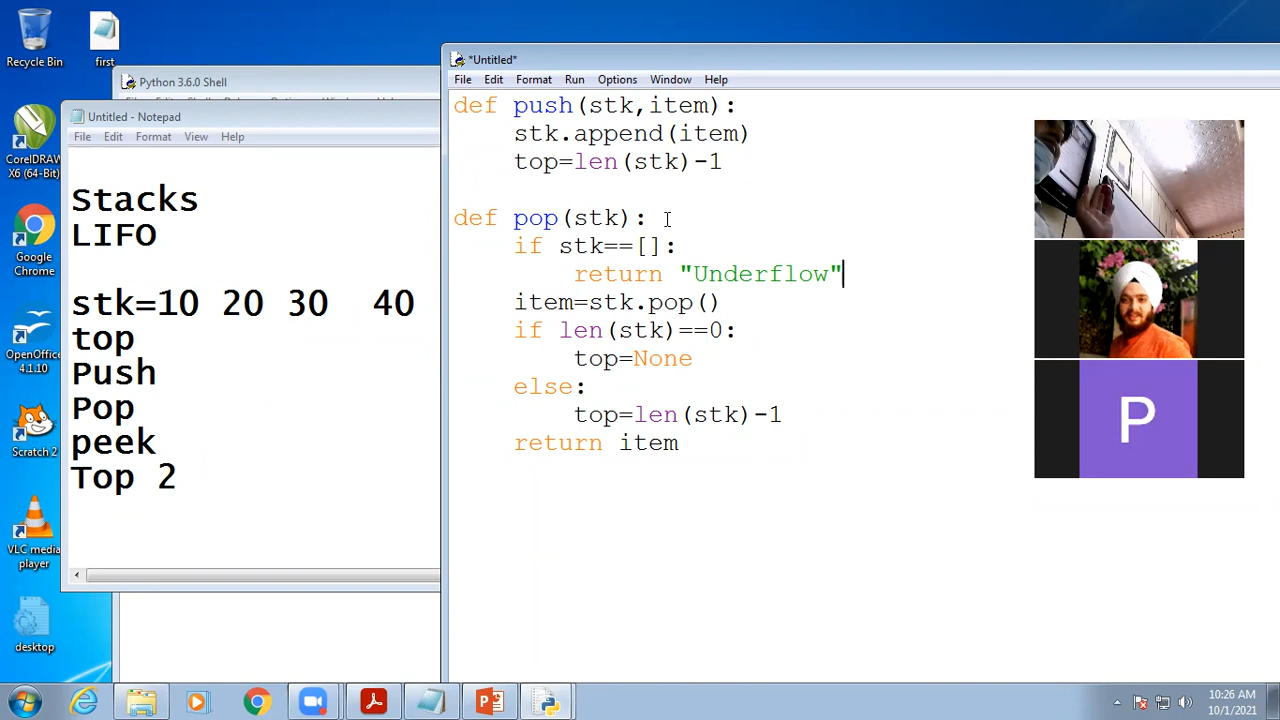 Recycle Bin
first
CorelDRAW
X6 (64-Bit)
Google
Chrome
OpenOffice
4.1.10
Scratch 2
VLC media
player
desktop
Python 3.6.0 Shell
Untitled - Notepad
File Edit Format View Help
Stacks
LIFO
stk=10 20 30 40
top
Push
Pop
peek
Top 2
*Untitled*
File Edit Format Run Options Window Help
def push(stk,item):
stk.append(item)
top=len(stk)-1
def pop(stk):
if stk==[]:
return "Underflow"
item=stk.pop()
if len(stk)==0:
top=None
else:
top=len(stk)-1
return item
P
10:26 AM
10/1/2021